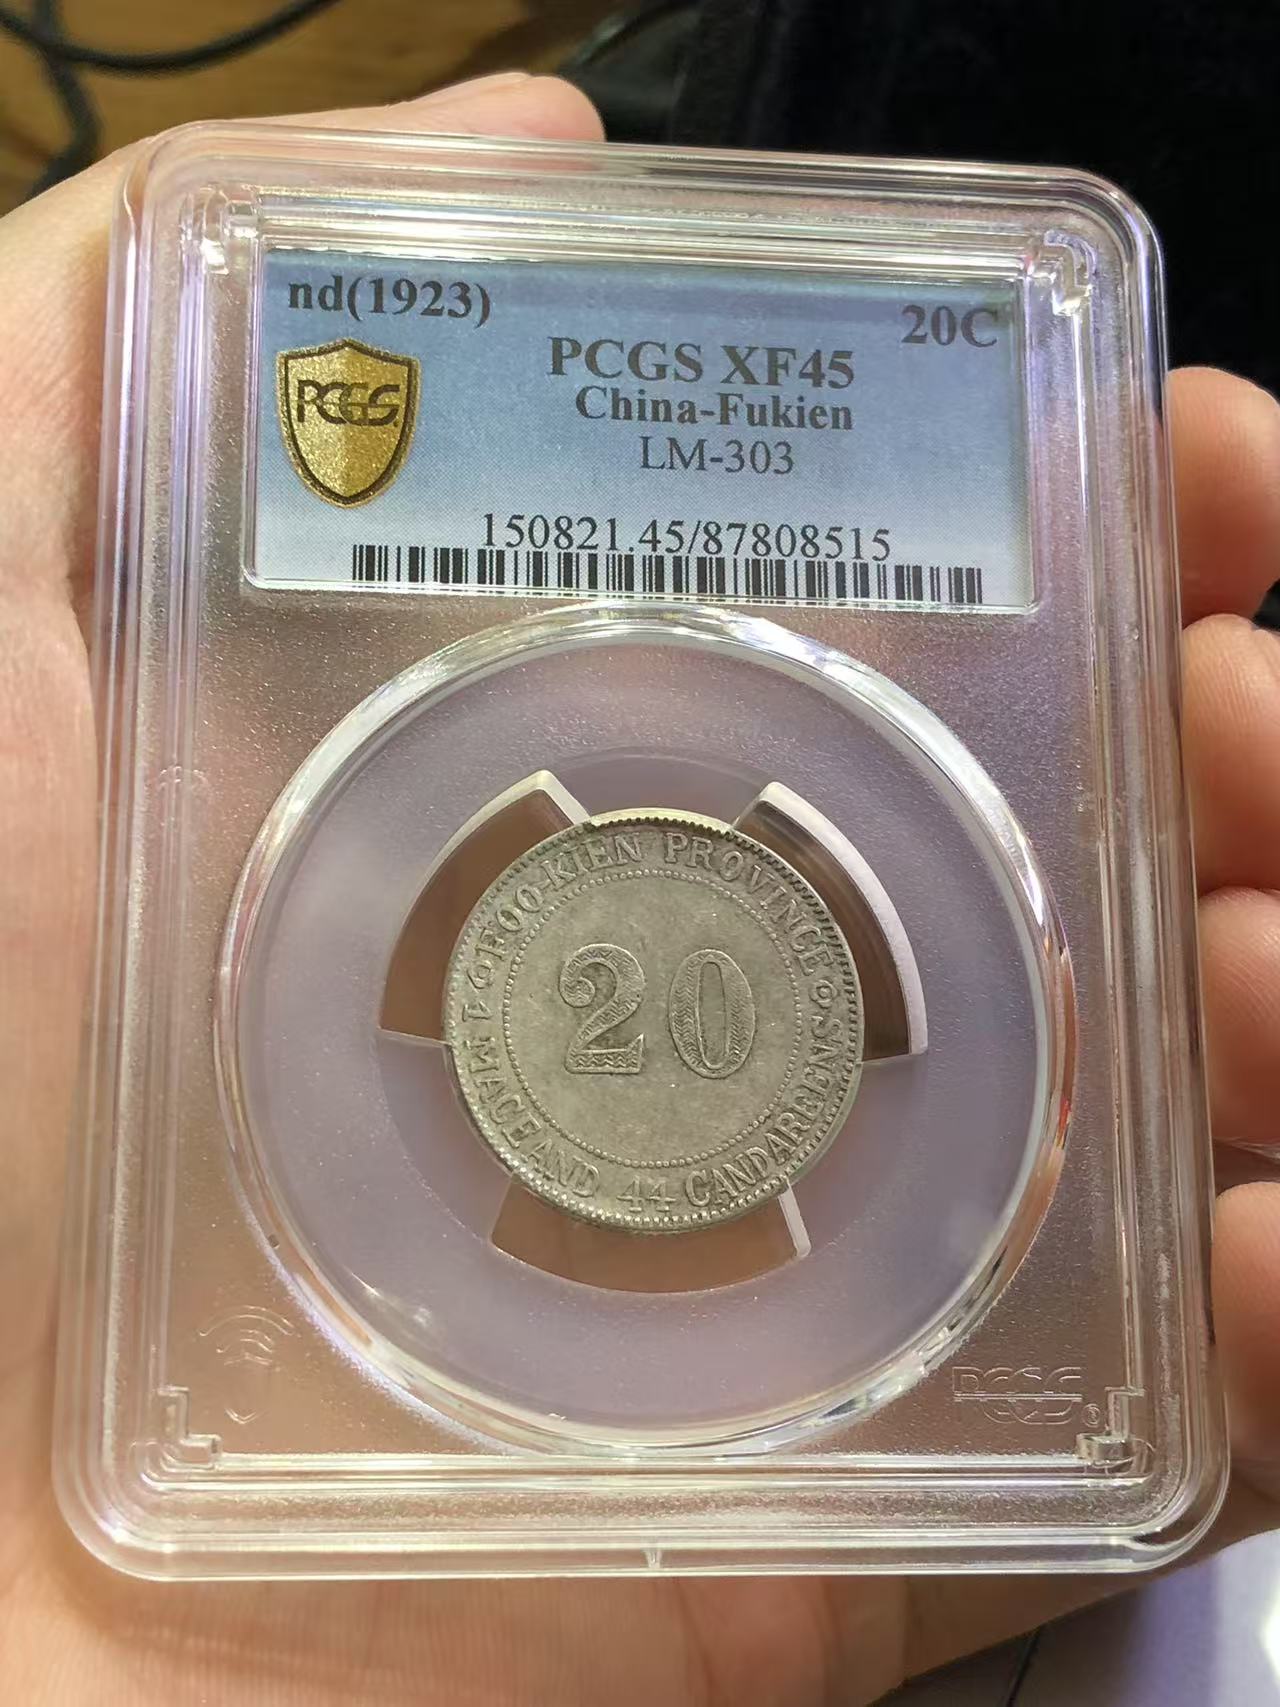 nd(1923)
20C
PCGS XF45
China-Fukien
LM-303
PCGS
150821.45/87808515
FOO-KIEN PROVINCE
20
1 MACE AND 44 CANDAREENS
PCGS